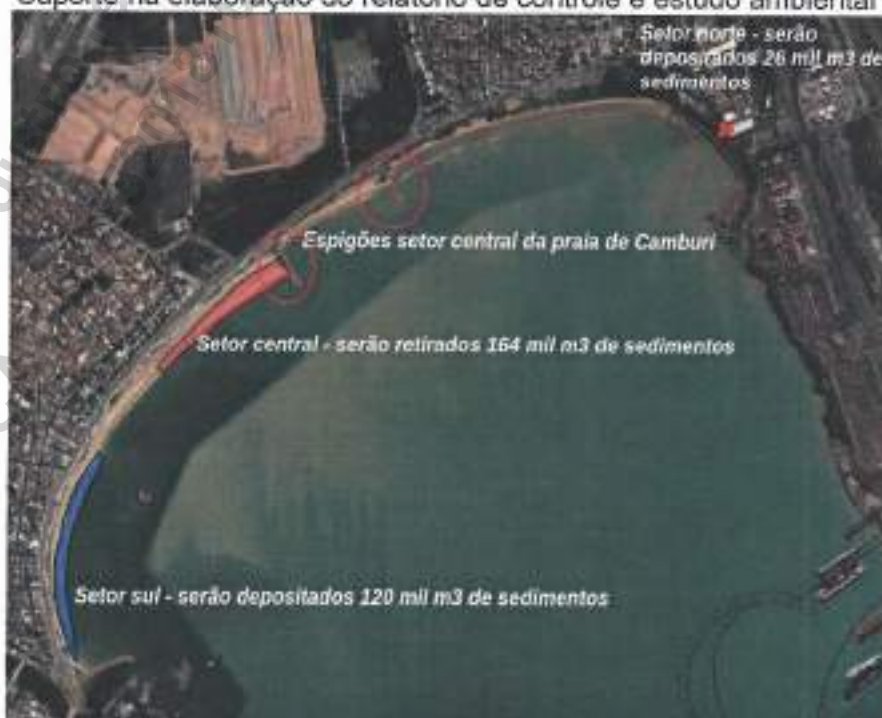 Suporte na elaboração do relatório de controle e estudo ambiental
Setor norte - serão
depositados 26 mil m3 de
sedimentos
Espigões setor central da praia de Camburi
Setor central - serão retirados 164 mil m3 de sedimentos
Setor sul - serão depositados 120 mil m3 de sedimentos